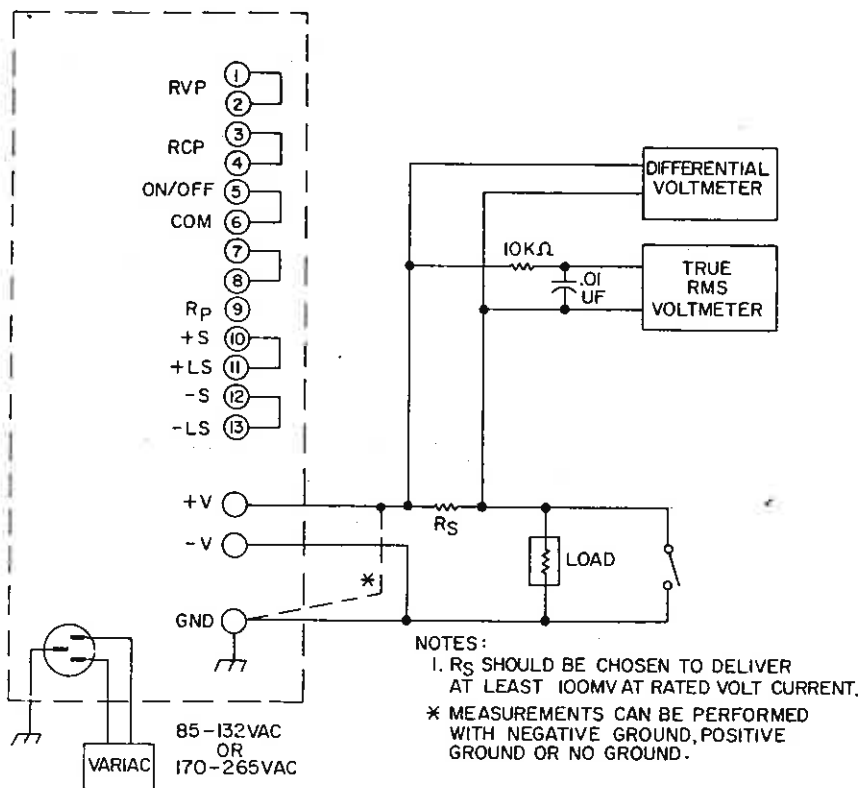 RVP
1
2
RCP
3
4
ON/OFF 5
COM 6
7
8
RP 9
+S 10
+LS 11
-S 12
-LS 13
+V
-V
GND
DIFFERENTIAL
VOLTMETER
10KΩ
.01
UF
TRUE
RMS
VOLTMETER
RS
LOAD
*
85-132VAC
OR
170-265VAC
VARIAC
NOTES:
1. RS SHOULD BE CHOSEN TO DELIVER
AT LEAST 100MV AT RATED VOLT CURRENT.
* MEASUREMENTS CAN BE PERFORMED
WITH NEGATIVE GROUND, POSITIVE
GROUND OR NO GROUND.